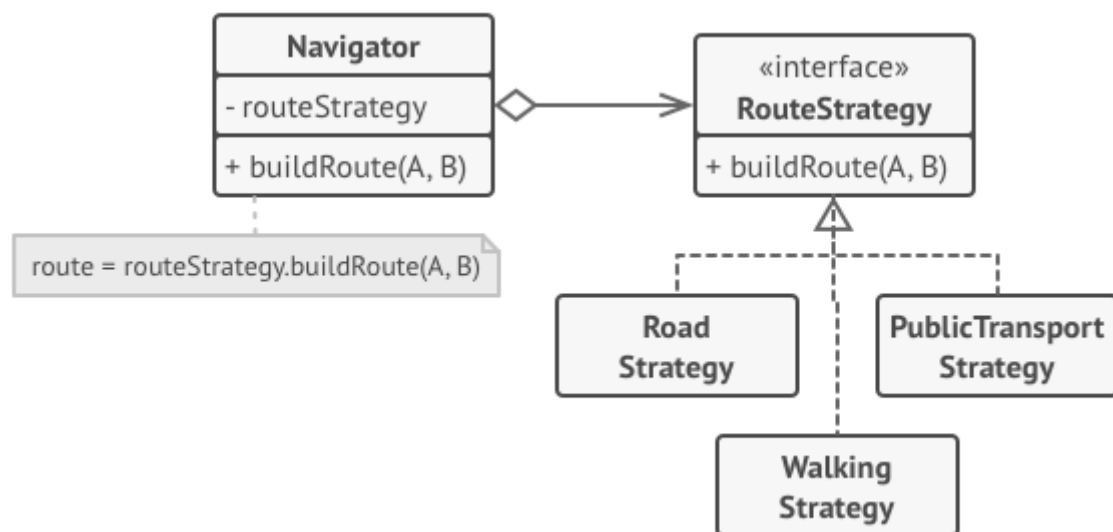 Navigator
- routeStrategy
+ buildRoute(A, B)
route = routeStrategy.buildRoute(A, B)
«interface»
RouteStrategy
+ buildRoute(A, B)
Road
Strategy
PublicTransport
Strategy
Walking
Strategy